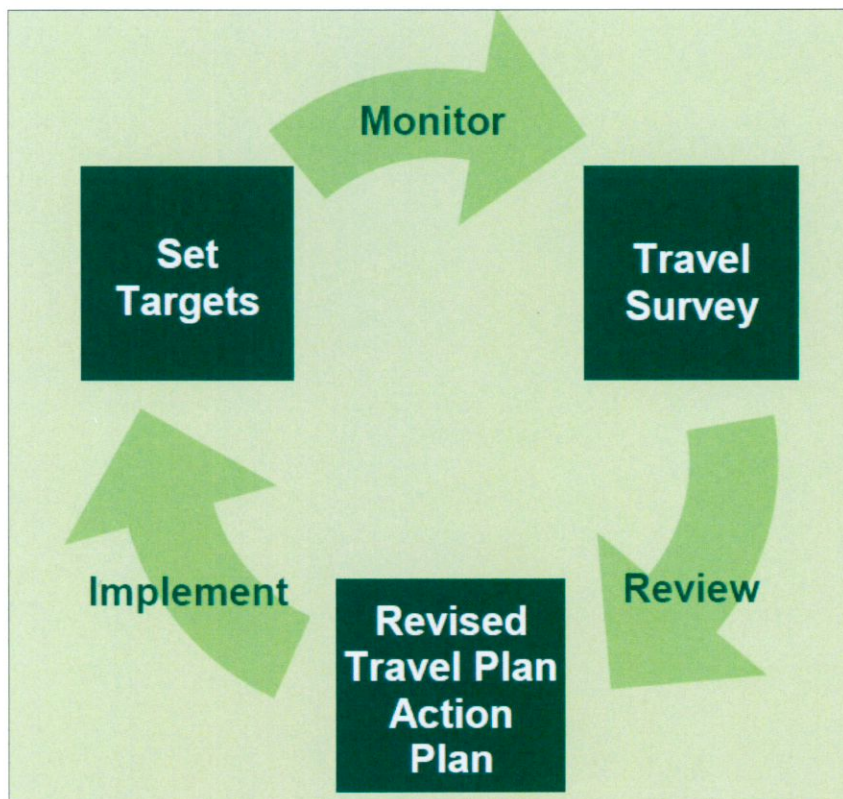 Monitor
Set
Targets
Travel
Survey
Implement
Review
Revised
Travel Plan
Action
Plan